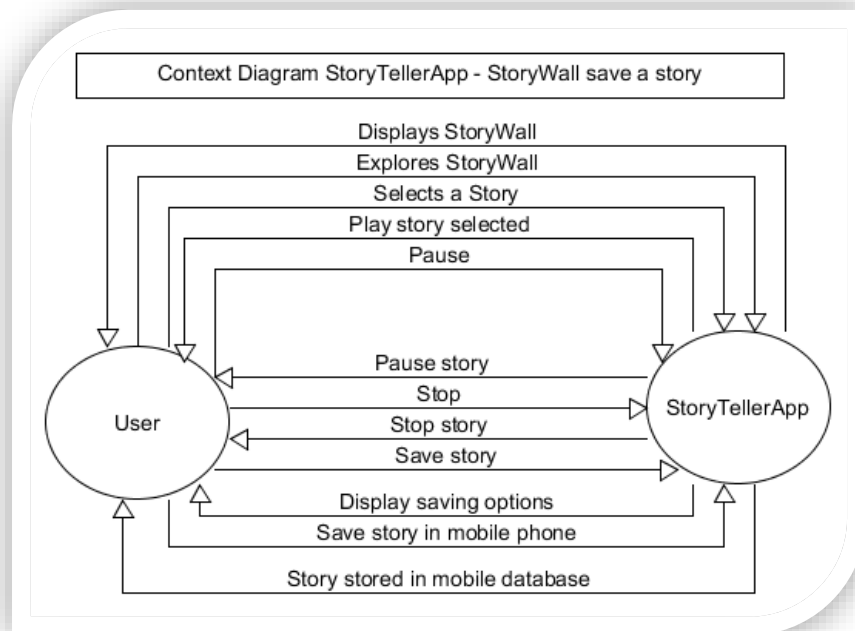 Context Diagram StoryTellerApp - StoryWall save a story
Displays StoryWall
Explores StoryWall
Selects a Story
Play story selected
Pause
Pause story
Stop
User
StoryTellerApp
Stop story
Save story
Display saving options
Save story in mobile phone
Story stored in mobile database